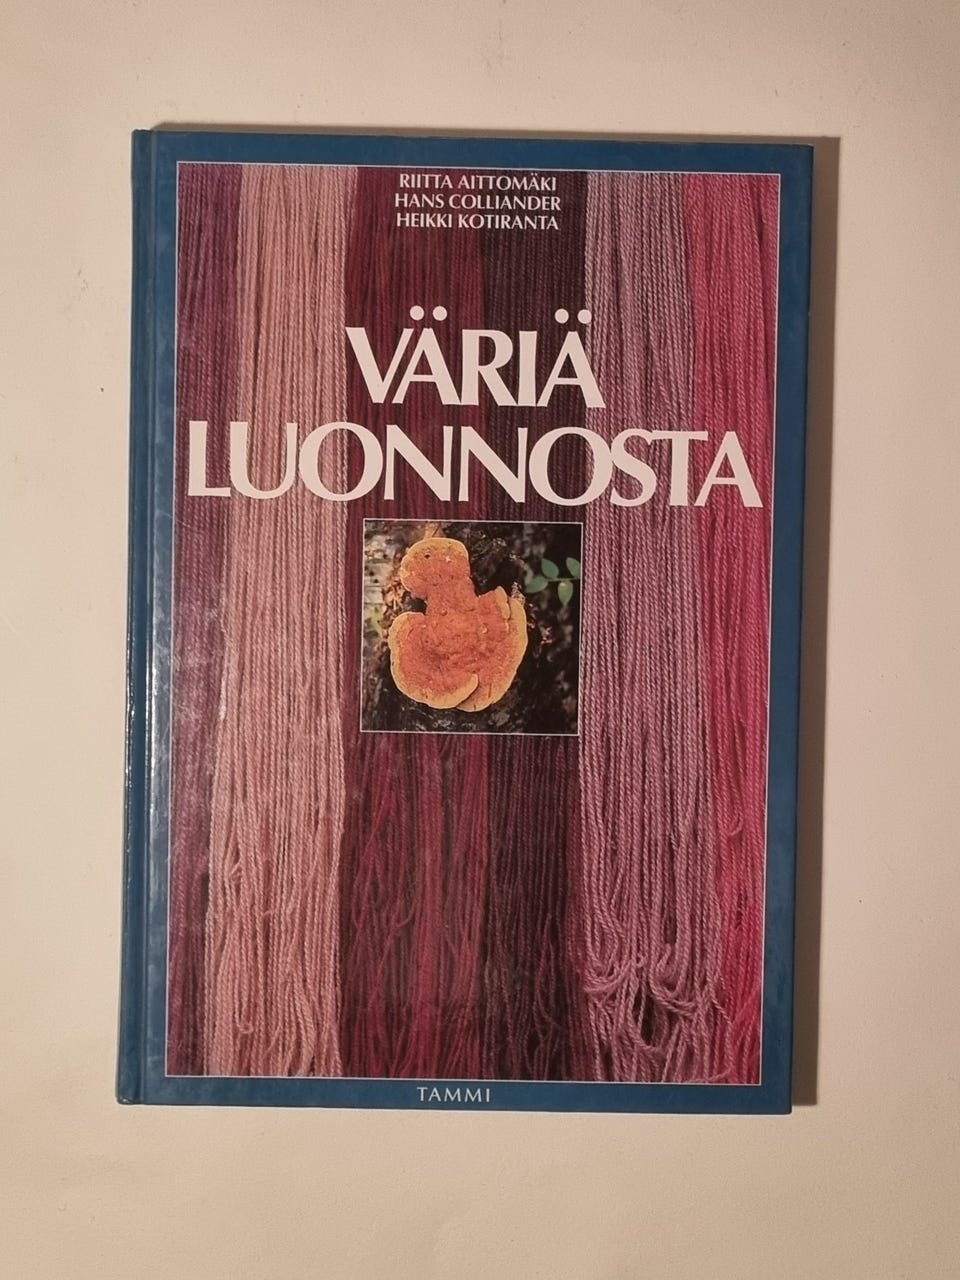 RIITTA AITTOMÄKI
HANS COLLIANDER
HEIKKI KOTIRANTA
VÄRIÄ
LUONNOSTA
TAMMI